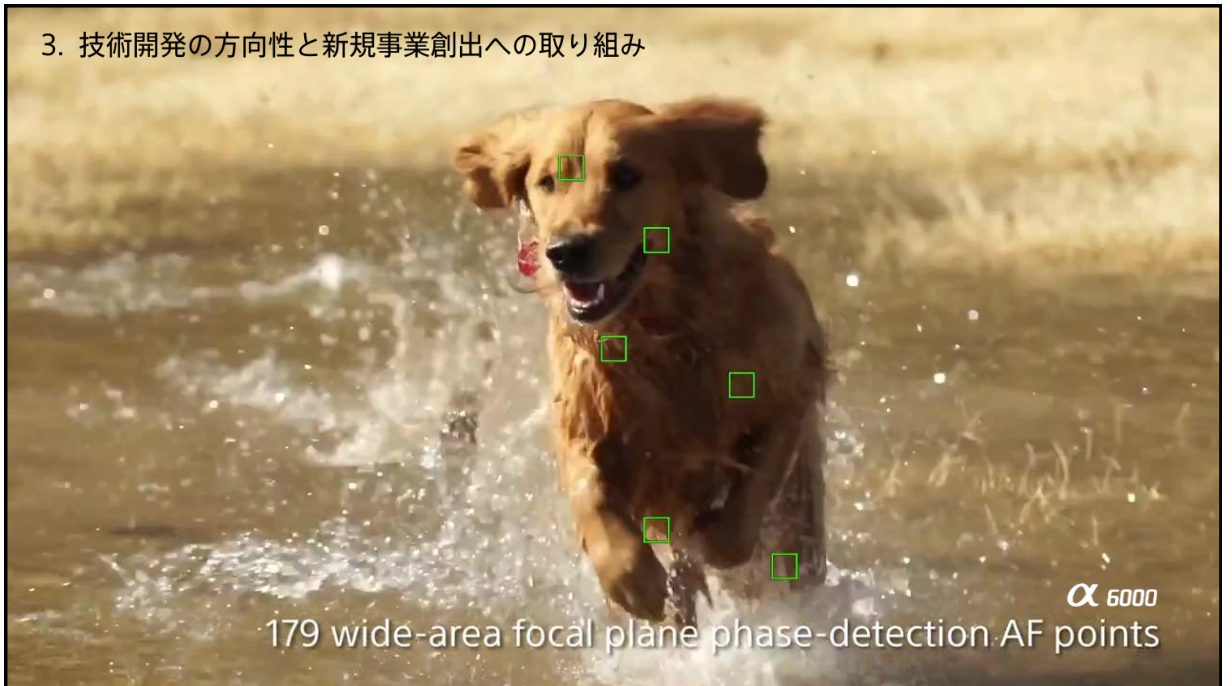 3. 技術開発の方向性と新規事業創出への取り組み
α 6000
179 wide-area focal plane phase-detection AF points